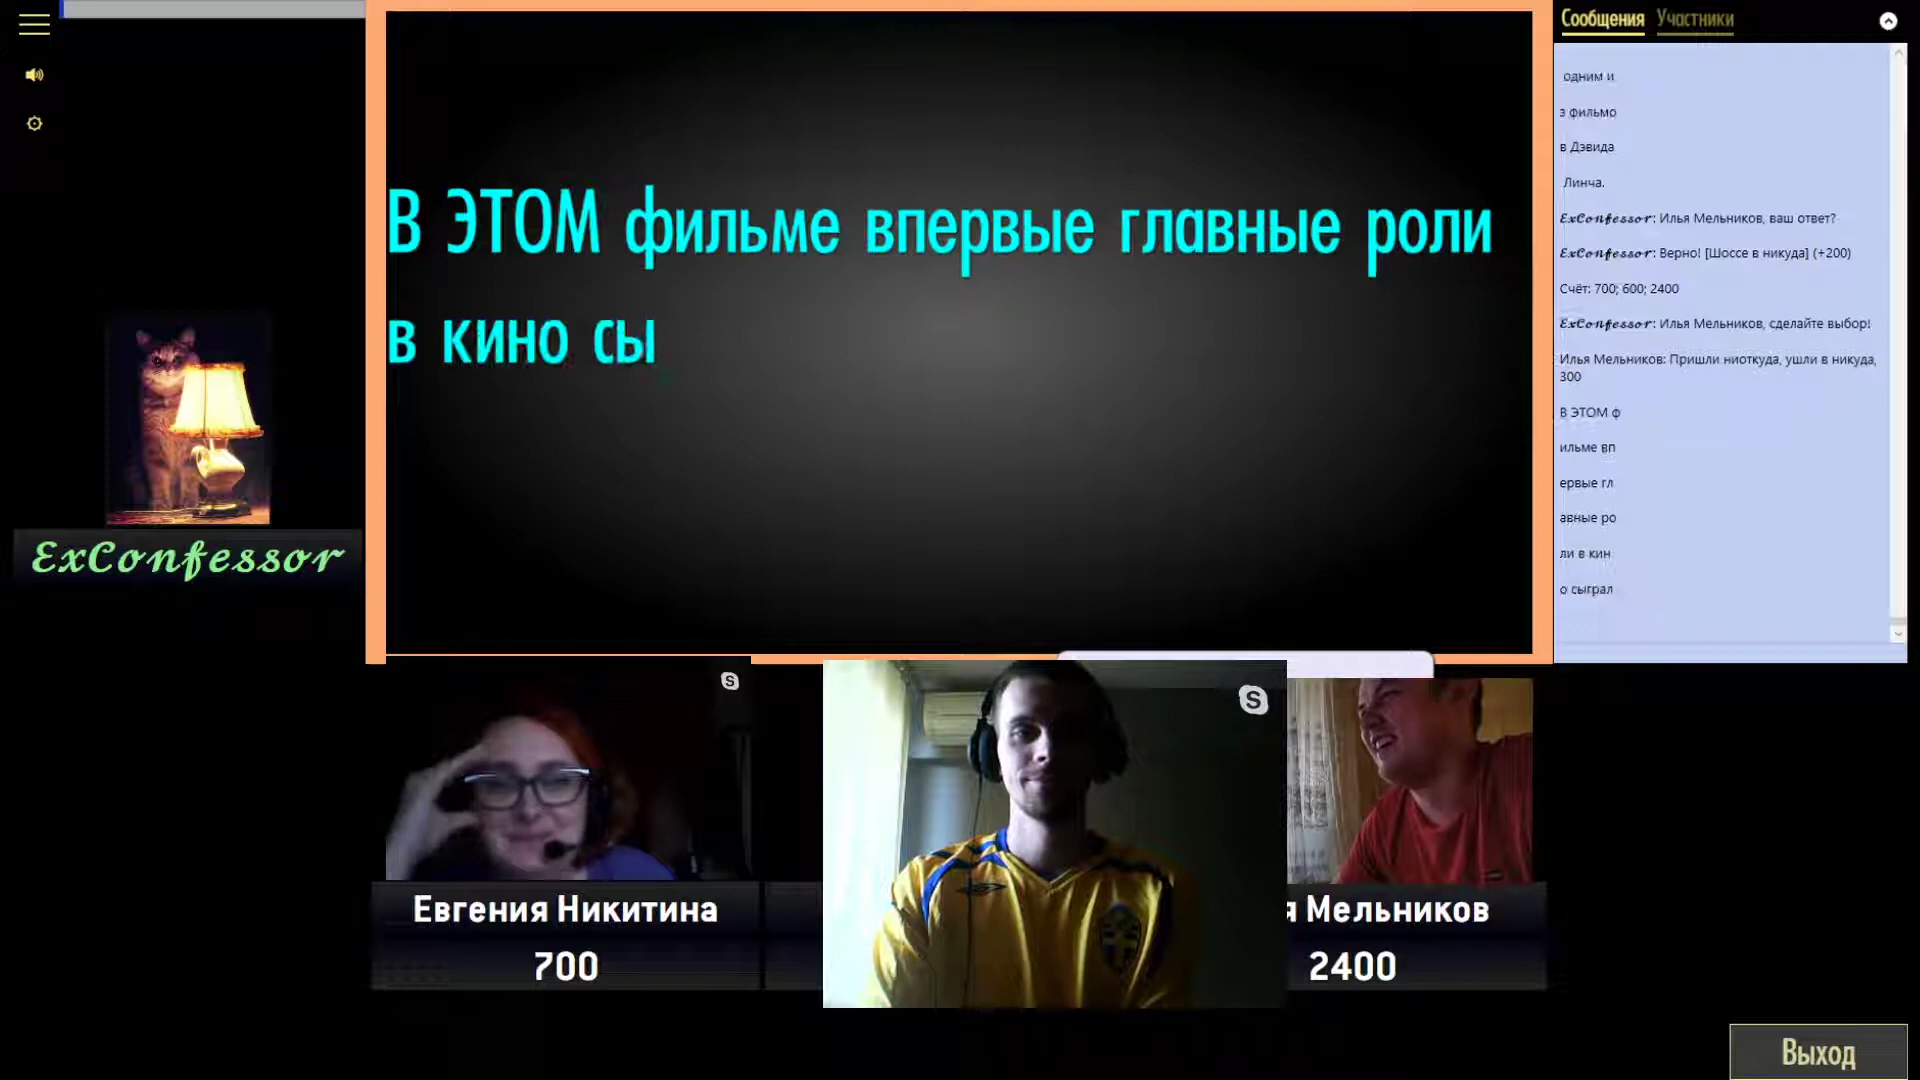 Сообщения Участники
В ЭТОМ фильме впервые главные роли
в кино сы
одним и
з фильмо
в Дэвида
Линча.
ExConfessor: Илья Мельников, ваш ответ?
ExConfessor: Верно! [Шоссе в никуда] (+200)
Счёт: 700; 600; 2400
ExConfessor: Илья Мельников, сделайте выбор!
Илья Мельников: Пришли ниоткуда, ушли в никуда,
300
В ЭТОМ ф
ильме вп
ервые гл
авные ро
ли в кин
о сыграл
ExConfessor
Евгения Никитина
700
я Мельников
2400
Выход